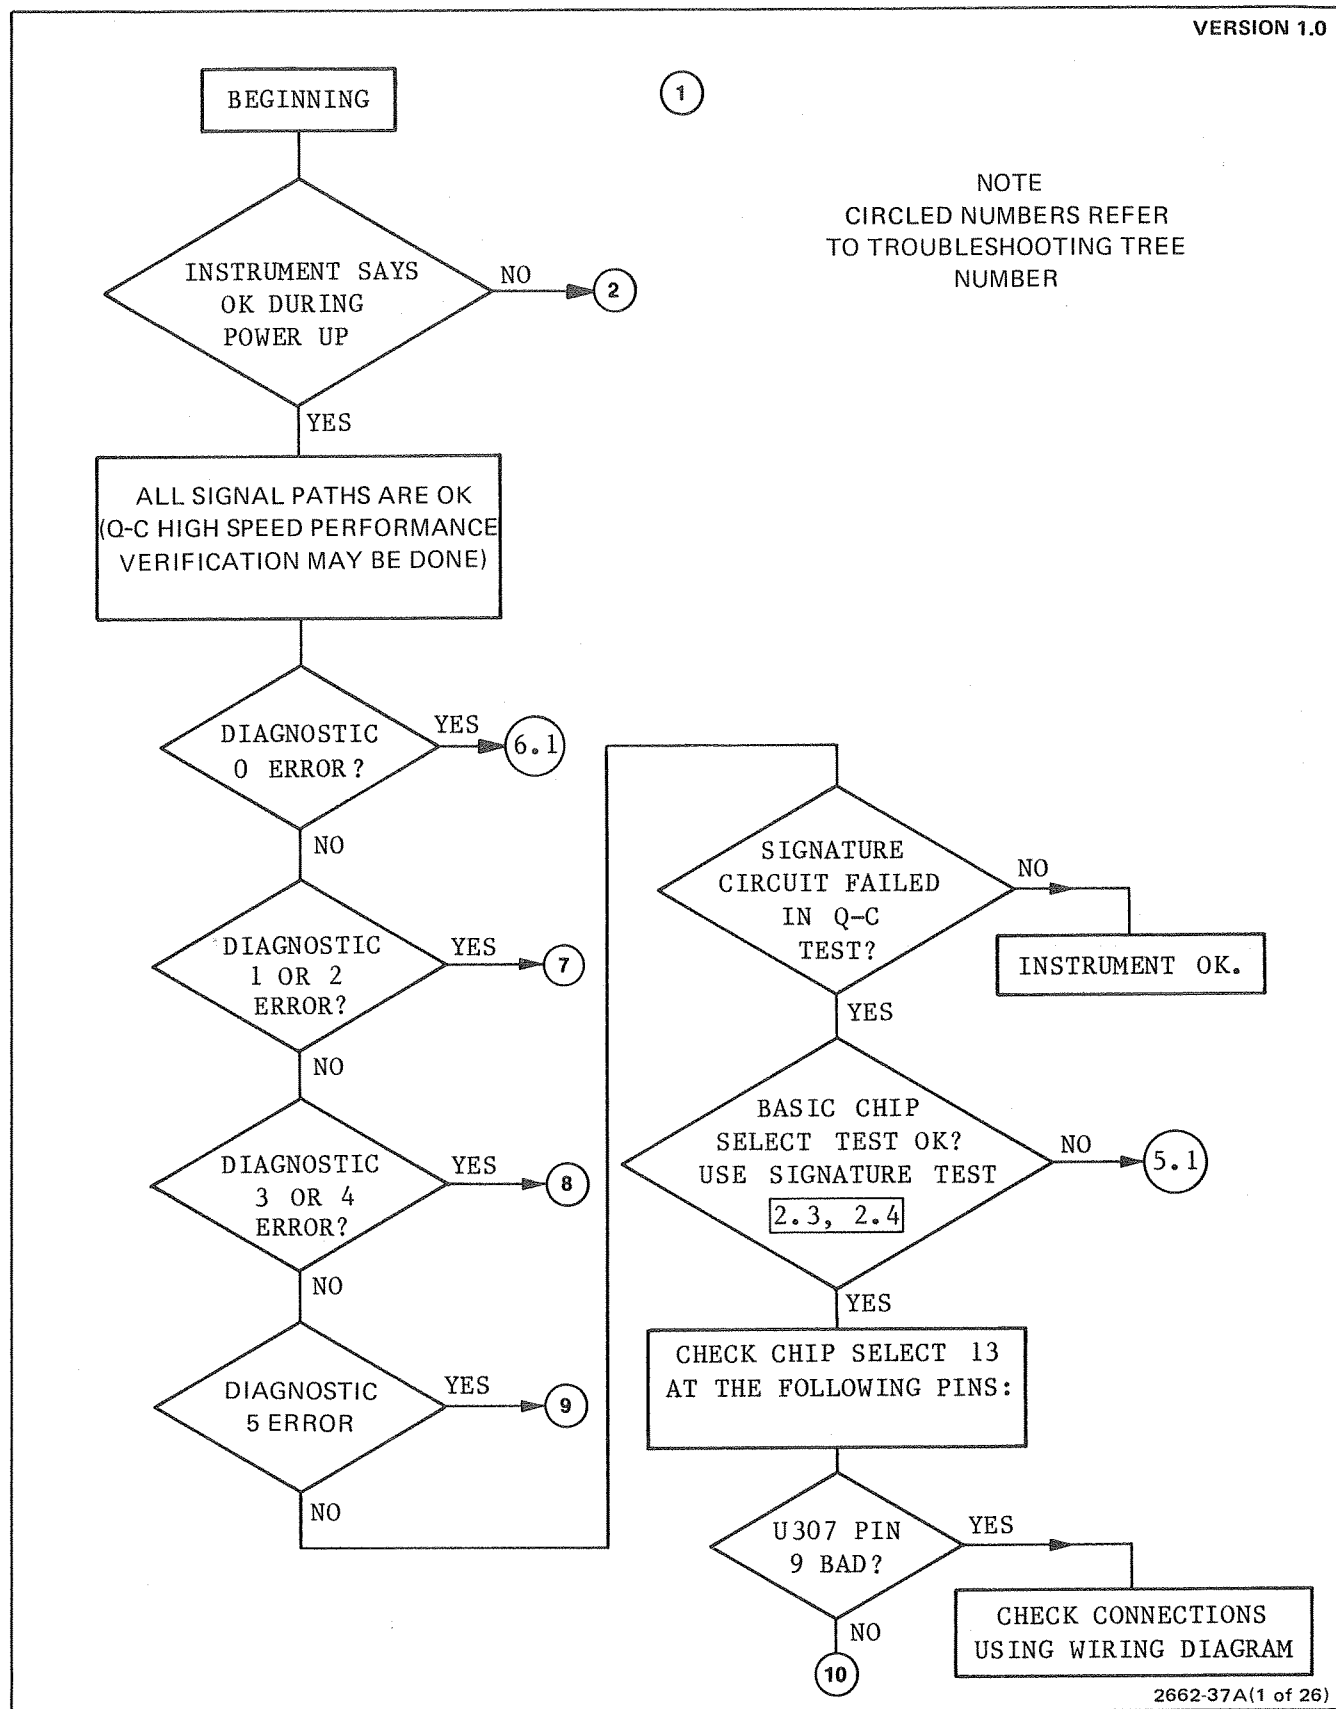 VERSION 1.0
BEGINNING
1
NOTE
CIRCLED NUMBERS REFER
TO TROUBLESHOOTING TREE
NUMBER
INSTRUMENT SAYS
OK DURING
POWER UP
NO
2
YES
ALL SIGNAL PATHS ARE OK
(Q-C HIGH SPEED PERFORMANCE
VERIFICATION MAY BE DONE)
DIAGNOSTIC
0 ERROR?
YES
6.1
NO
DIAGNOSTIC
1 OR 2
ERROR?
YES
7
NO
DIAGNOSTIC
3 OR 4
ERROR?
YES
8
NO
DIAGNOSTIC
5 ERROR
YES
9
NO
SIGNATURE
CIRCUIT FAILED
IN Q-C
TEST?
NO
INSTRUMENT OK.
YES
BASIC CHIP
SELECT TEST OK?
USE SIGNATURE TEST
2.3, 2.4
NO
5.1
YES
CHECK CHIP SELECT 13
AT THE FOLLOWING PINS:
U307 PIN
9 BAD?
YES
CHECK CONNECTIONS
USING WIRING DIAGRAM
NO
10
2662-37A(1 of 26)